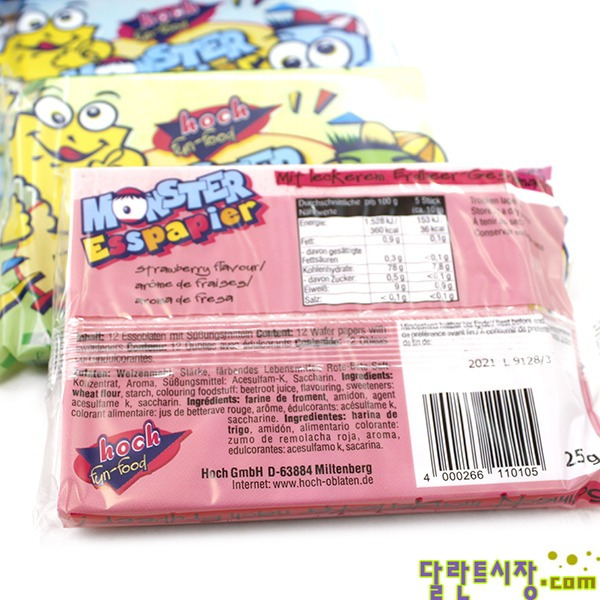 hoch
fun-food
MONSTER
hoch
fun-food
MONSTER
Esspapier
Mit leckerem Erdbeer
strawberry flavour/
arôme de fraises/
aroma de fresa
Durchschnittliche Nährwerte pro 100 g 5 Stück (ca. 10g)
Energie: 1.528 kJ/ 153 kJ/
360 kcal 36 kcal
Fett: 0,9 g 0,1g
- davon gesättigte
Fettsäuren 0,3 g <0,1 g
Kohlenhydrate: 78 g 7,8 g
- davon Zucker: 0,5 g <0,1 g
Eiweiß 9 g 0,9 g
Salz: < 0,1 g <0,1 g
Inhalt: 12 Essoblaten mit Süßungsmitteln Content: 12 Wafer papers with
Zutaten: Weizenmehl, Stärke, färbendes Lebensmittel: Rote-Bete-Saft-
Konzentrat, Aroma, Süßungsmittel: Acesulfam-K, Saccharin. Ingredients:
wheat flour, starch, colouring foodstuff: beetroot juice, flavouring, sweeteners:
acesulfame k, saccharin. Ingrédients: farine de froment, amidon, agent
colorant alimentaire: jus de betterave rouge, arôme, édulcorants: acésulfame k,
saccharine. Ingredientes: harina de
trigo, amidón, alimentario colorante:
zumo de remolacha roja, aroma,
edulcorantes: acesulfamo k, sacarina.
2021 L 9128/3
hoch
fun-food
Hoch GmbH D-63884 Miltenberg
Internet: www.hoch-oblaten.de
4 000266 110105
25g
달란트시장.com